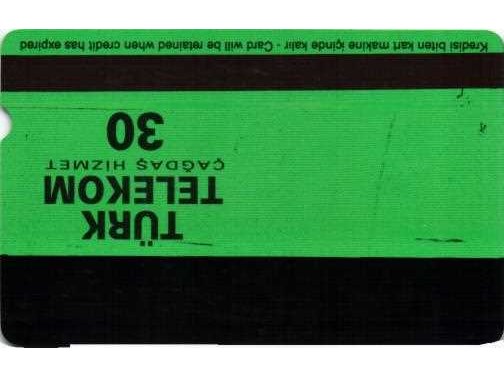 TÜRK
TELEKOM
ÇAĞDAŞ HİZMET
30
Kredisi biten kart makine içinde kalır - Card will be retained when credit has expired